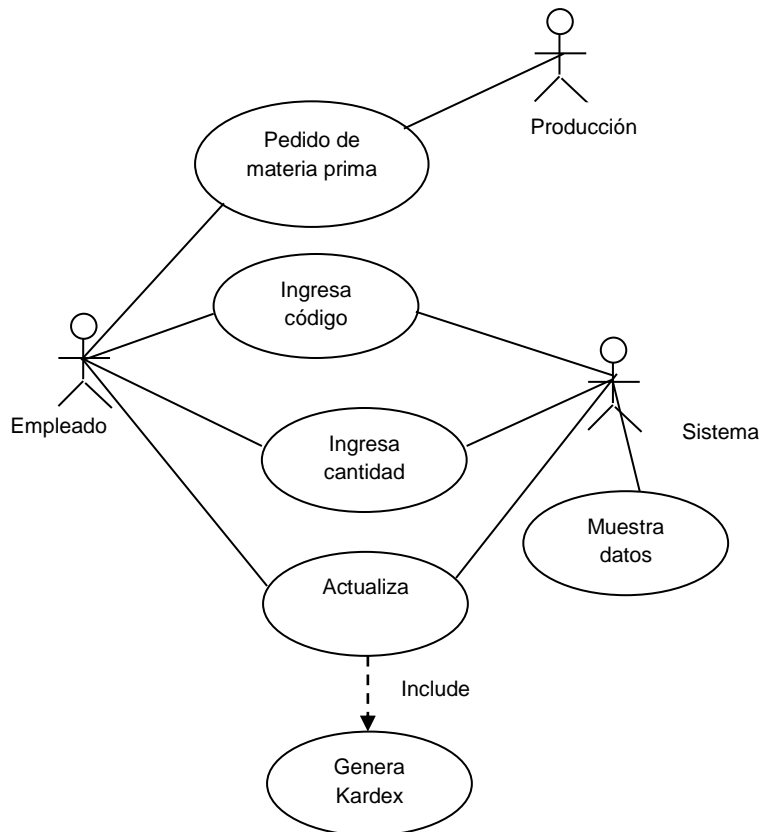 Producción
Pedido de
materia prima
Ingresa
código
Empleado
Sistema
Ingresa
cantidad
Muestra
datos
Actualiza
Include
Genera
Kardex